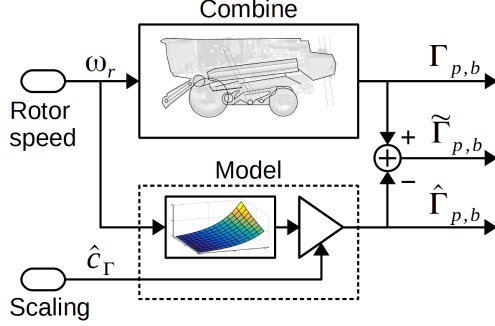 Combine
ω_r
Γ_{p,b}
Rotor
speed
+
Γ̃_{p,b}
Model
−
Γ̂_{p,b}
ĉ_Γ
Scaling